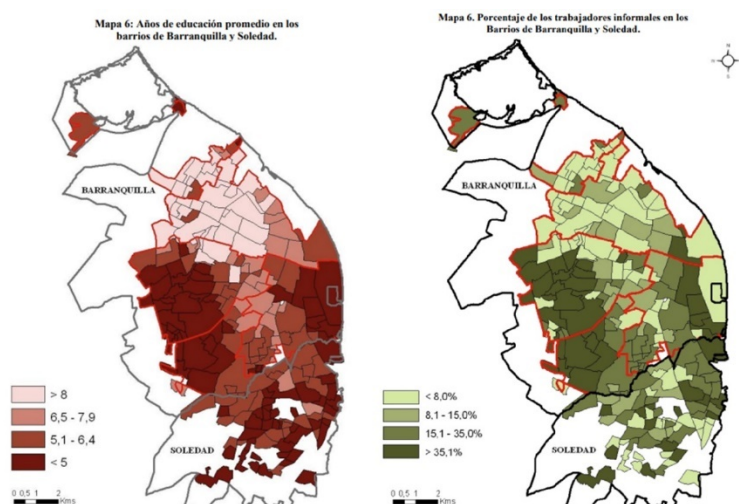 Mapa 6: Años de educación promedio en los
barrios de Barranquilla y Soledad.
BARRANQUILLA
SOLEDAD
> 8
6,5 - 7,9
5,1 - 6,4
< 5
0 0,5 1 2
Kms
Mapa 6. Porcentaje de los trabajadores informales en los
Barrios de Barranquilla y Soledad.
N
S
BARRANQUILLA
SOLEDAD
< 8,0%
8,1 - 15,0%
15,1 - 35,0%
> 35,1%
0 0,5 1 2
Kms